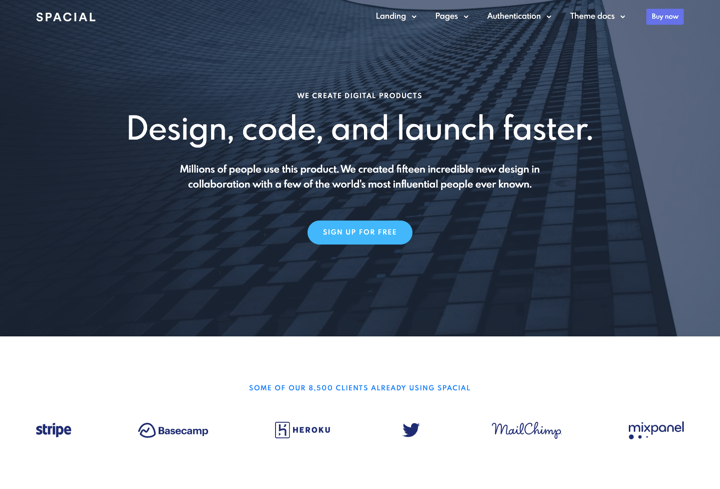 SPACIAL
Landing
Pages
Authentication
Theme docs
Buy now
WE CREATE DIGITAL PRODUCTS
Design, code, and launch faster.
Millions of people use this product. We created fifteen incredible new design in
collaboration with a few of the world's most influential people ever known.
SIGN UP FOR FREE
SOME OF OUR 8,500 CLIENTS ALREADY USING SPACIAL
stripe
Basecamp
HEROKU
MailChimp
mixpanel